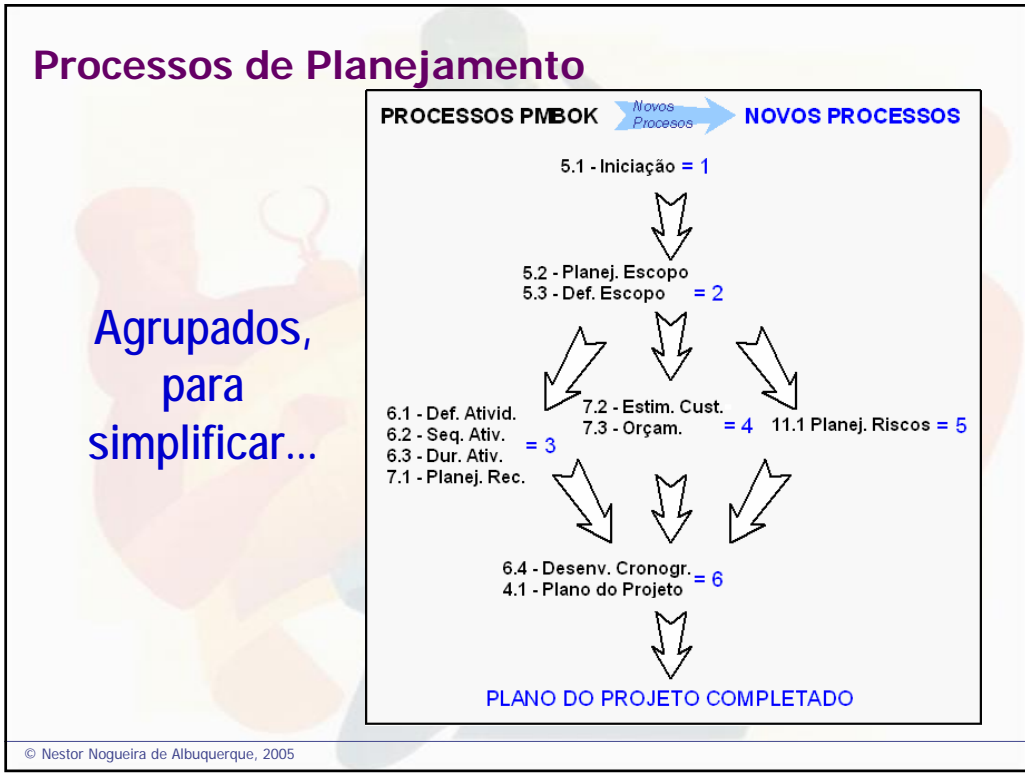 Processos de Planejamento
PROCESSOS PMBOK
Novos
Procesos
NOVOS PROCESSOS
5.1 - Iniciação = 1
5.2 - Planej. Escopo
5.3 - Def. Escopo = 2
Agrupados,
para
simplificar...
6.1 - Def. Ativid.
6.2 - Seq. Ativ.
6.3 - Dur. Ativ.
7.1 - Planej. Rec.
= 3
7.2 - Estim. Cust.
7.3 - Orçam. = 4
11.1 Planej. Riscos = 5
6.4 - Desenv. Cronogr.
4.1 - Plano do Projeto
= 6
PLANO DO PROJETO COMPLETADO
© Nestor Nogueira de Albuquerque, 2005